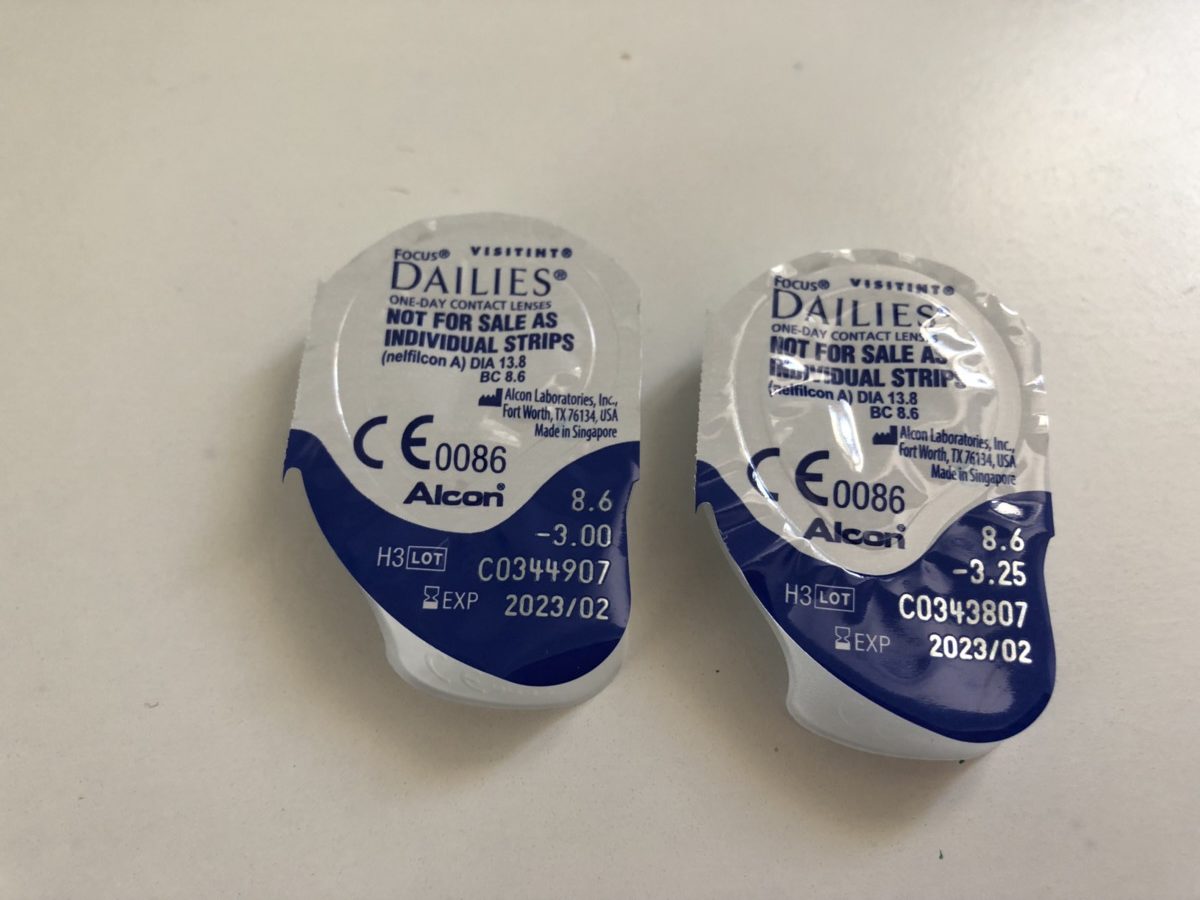 FOCUS® VISITINT®
DAILIES®
ONE-DAY CONTACT LENSES
NOT FOR SALE AS
INDIVIDUAL STRIPS
(nelfilcon A) DIA 13.8
BC 8.6
Alcon Laboratories, Inc.,
Fort Worth, TX 76134, USA
Made in Singapore
CE 0086
Alcon®
8.6
-3.00
H3 LOT C0344907
EXP 2023/02
FOCUS® VISITINT®
DAILIES
ONE-DAY CONTACT LENSES
NOT FOR SALE AS
INDIVIDUAL STRIPS
(nelfilcon A) DIA 13.8
BC 8.6
Alcon Laboratories, Inc.,
Fort Worth, TX 76134, USA
Made in Singapore
CE 0086
Alcon®
8.6
-3.25
H3 LOT C0343807
EXP 2023/02